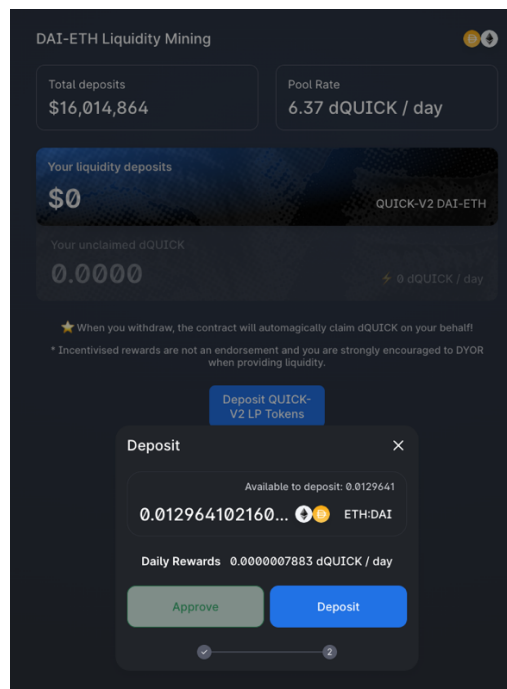 DAI-ETH Liquidity Mining
Total deposits
$16,014,864
Pool Rate
6.37 dQUICK / day
Your liquidity deposits
$0
QUICK-V2 DAI-ETH
Your unclaimed dQUICK
0.0000
⚡ 0 dQUICK / day
⭐ When you withdraw, the contract will automagically claim dQUICK on your behalf!
* Incentivised rewards are not an endorsement and you are strongly encouraged to DYOR
when providing liquidity.
Deposit QUICK-
V2 LP Tokens
Deposit
Available to deposit: 0.0129641
0.012964102160... ETH:DAI
Daily Rewards 0.0000007883 dQUICK / day
Approve
Deposit
2